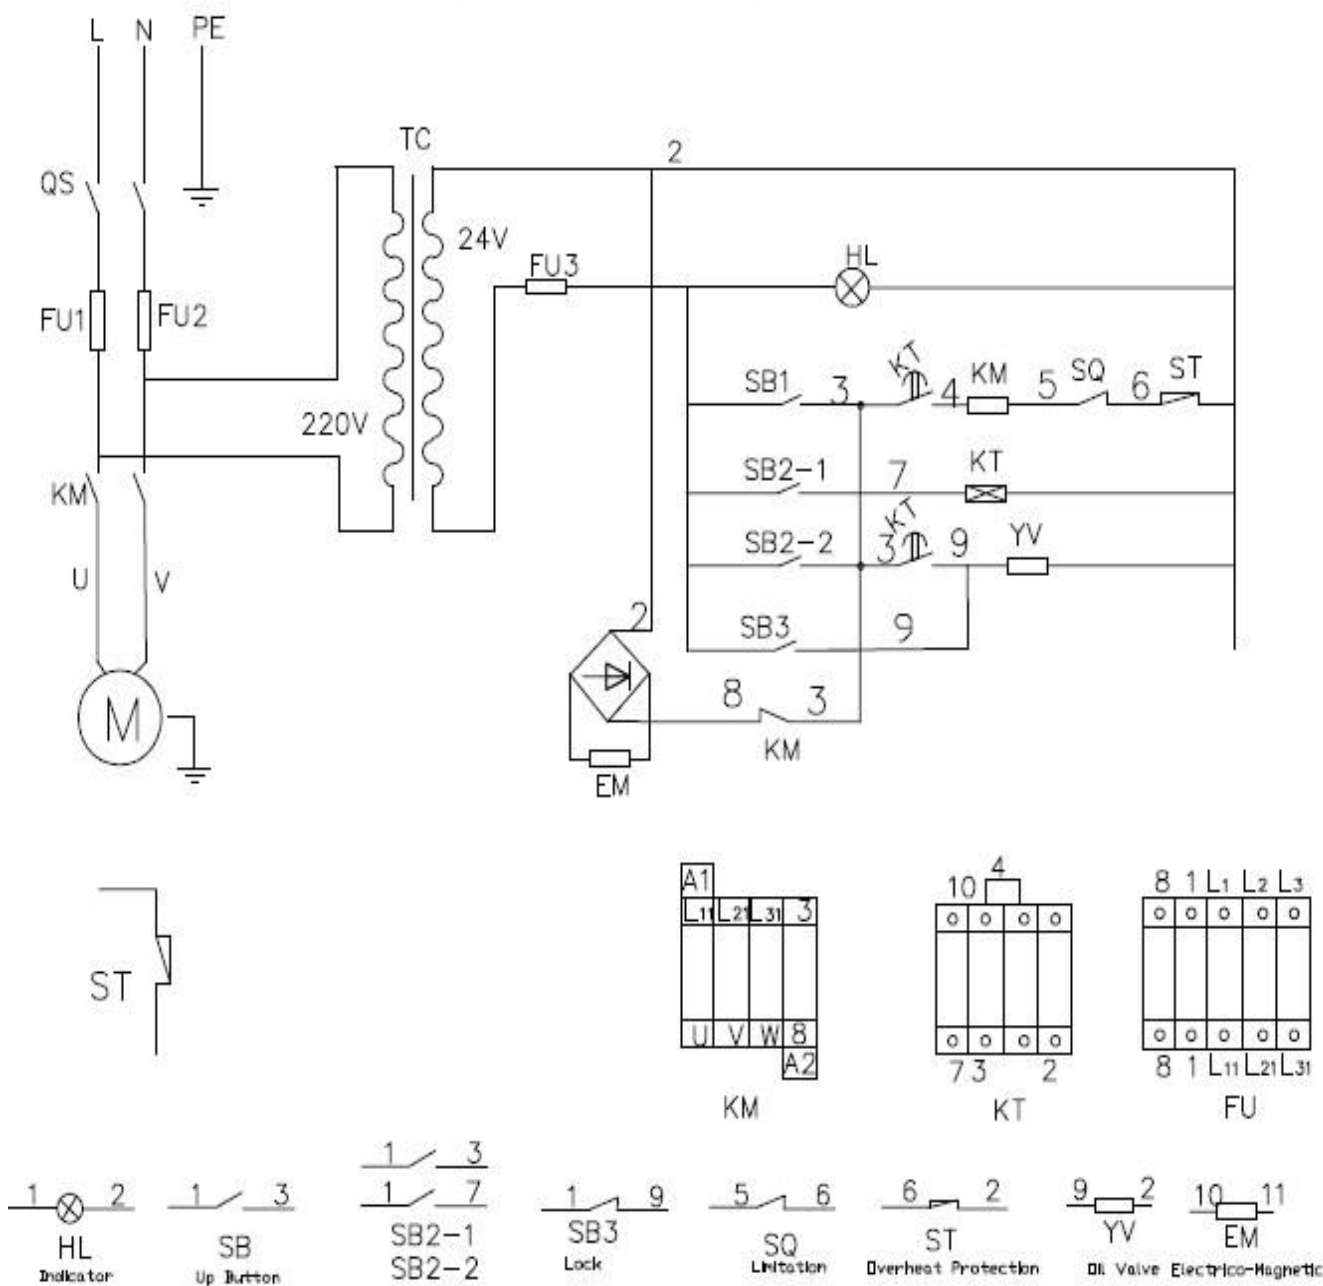 L N PE
TC
2
QS
24V
HL
FU3
FU1
FU2
KT
SB1 3 4 KM 5 SQ 6 ST
220V
SB2-1 7 KT
KM
KT
SB2-2 3 9 YV
U V
2
SB3 9
M
8 3
KM
EM
4
A1
10
8 1 L1 L2 L3
L11 L21 L31 3
ST
U V W 8
A2
7 3 2
8 1 L11 L21 L31
KM
KT
FU
1 3
1 2
1 3
1 7
1 9
5 6
6 2
9 2
10 11
HL
SB
SB2-1
SB2-2
SB3
SQ
ST
YV
EM
Indicator
Up Button
Lock
Limitation
Overheat Protection
Oil Valve
Electrico-Magnetic